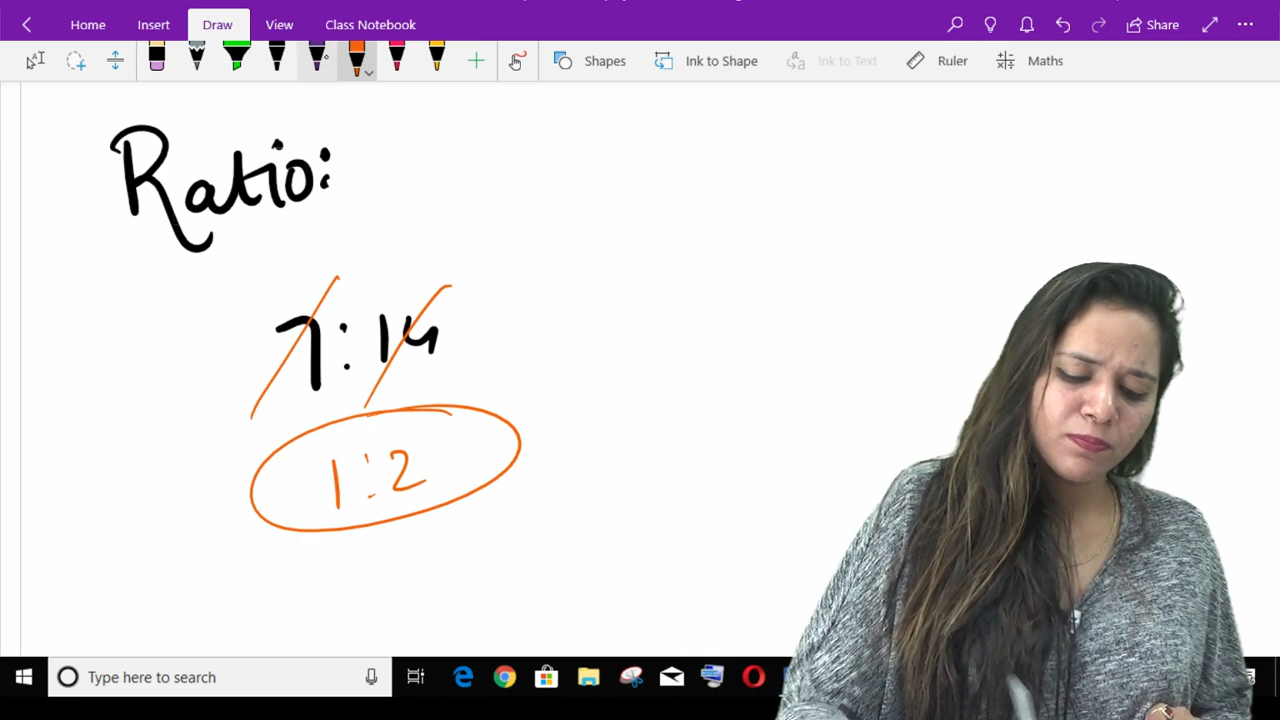 Home Insert Draw View Class Notebook Share
Shapes Ink to Shape Ink to Text Ruler Maths
Ratio:
7:14
1:2
Type here to search